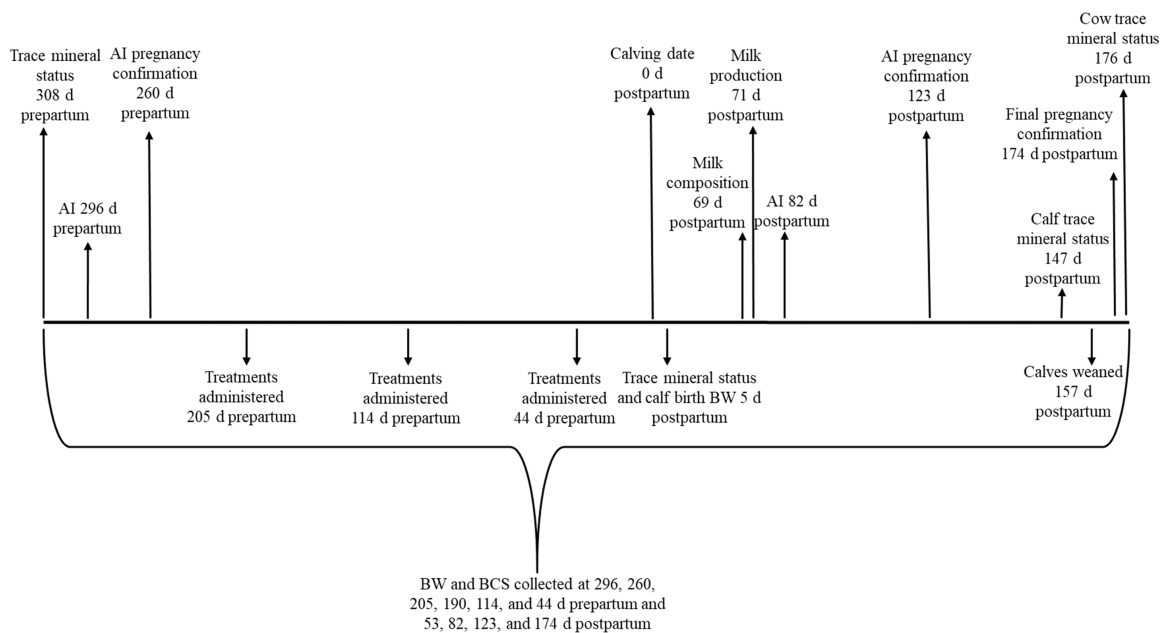 Trace mineral
status
308 d
prepartum
AI pregnancy
confirmation
260 d
prepartum
AI 296 d
prepartum
Calving date
0 d
postpartum
Milk
production
71 d
postpartum
Milk
composition
69 d
postpartum
AI 82 d
postpartum
AI pregnancy
confirmation
123 d
postpartum
Cow trace
mineral status
176 d
postpartum
Final pregnancy
confirmation
174 d postpartum
Calf trace
mineral status
147 d
postpartum
Treatments
administered
205 d prepartum
Treatments
administered
114 d prepartum
Treatments
administered
44 d prepartum
Trace mineral status
and calf birth BW 5 d
postpartum
Calves weaned
157 d
postpartum
BW and BCS collected at 296, 260,
205, 190, 114, and 44 d prepartum and
53, 82, 123, and 174 d postpartum